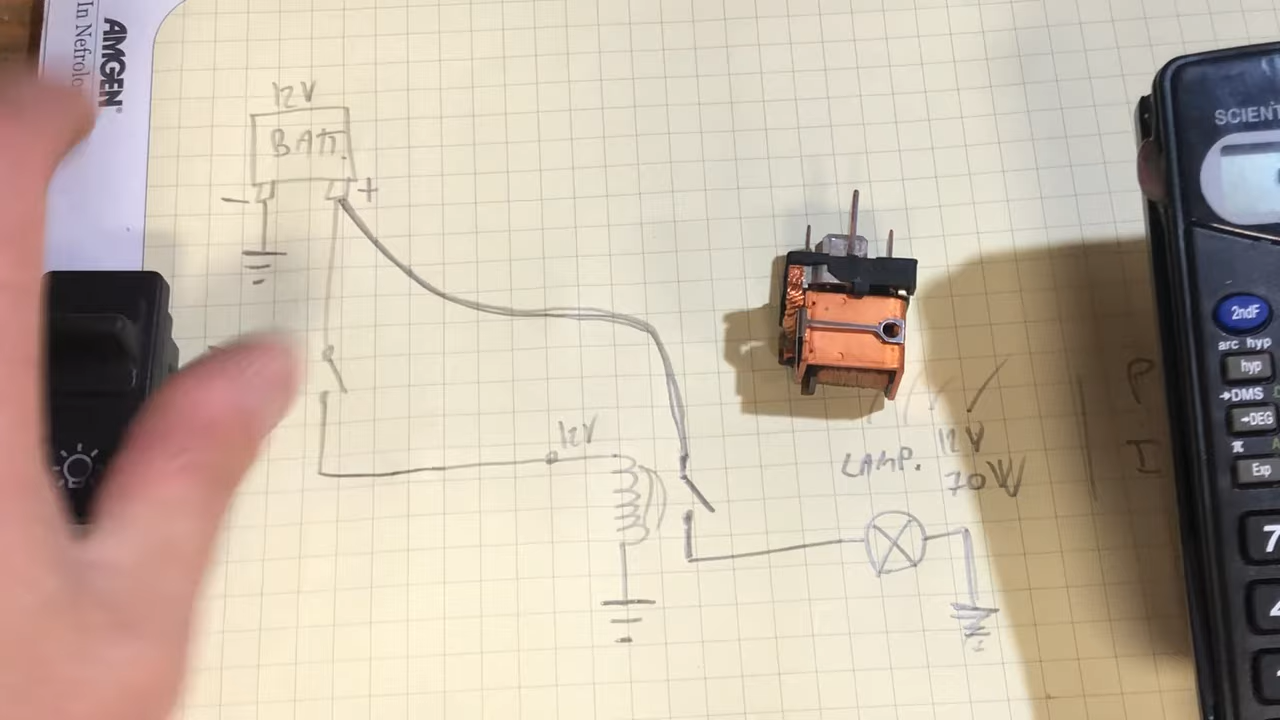 AMGEN®
In Nefrolo
12V
BATT.
- +
12V
LAMP. 12V
70W
P
I
SCIENT
2ndF
arc hyp
hyp
→DMS
→DEG
π
Exp
7